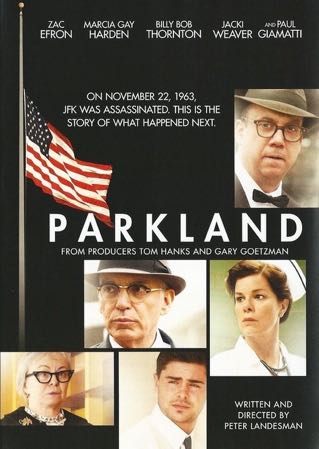 ZAC EFRON
MARCIA GAY HARDEN
BILLY BOB THORNTON
JACKI WEAVER
AND PAUL GIAMATTI
ON NOVEMBER 22, 1963,
JFK WAS ASSASSINATED. THIS IS THE
STORY OF WHAT HAPPENED NEXT.
PARKLAND
FROM PRODUCERS TOM HANKS AND GARY GOETZMAN
WRITTEN AND
DIRECTED BY
PETER LANDESMAN